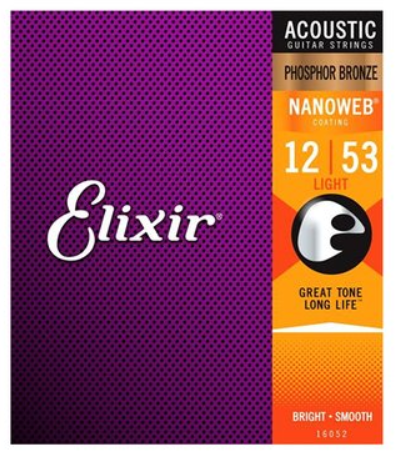 Elixir®
ACOUSTIC
GUITAR STRINGS
PHOSPHOR BRONZE
NANOWEB®
COATING
12 | 53
LIGHT
GREAT TONE
LONG LIFE™
BRIGHT • SMOOTH
16052